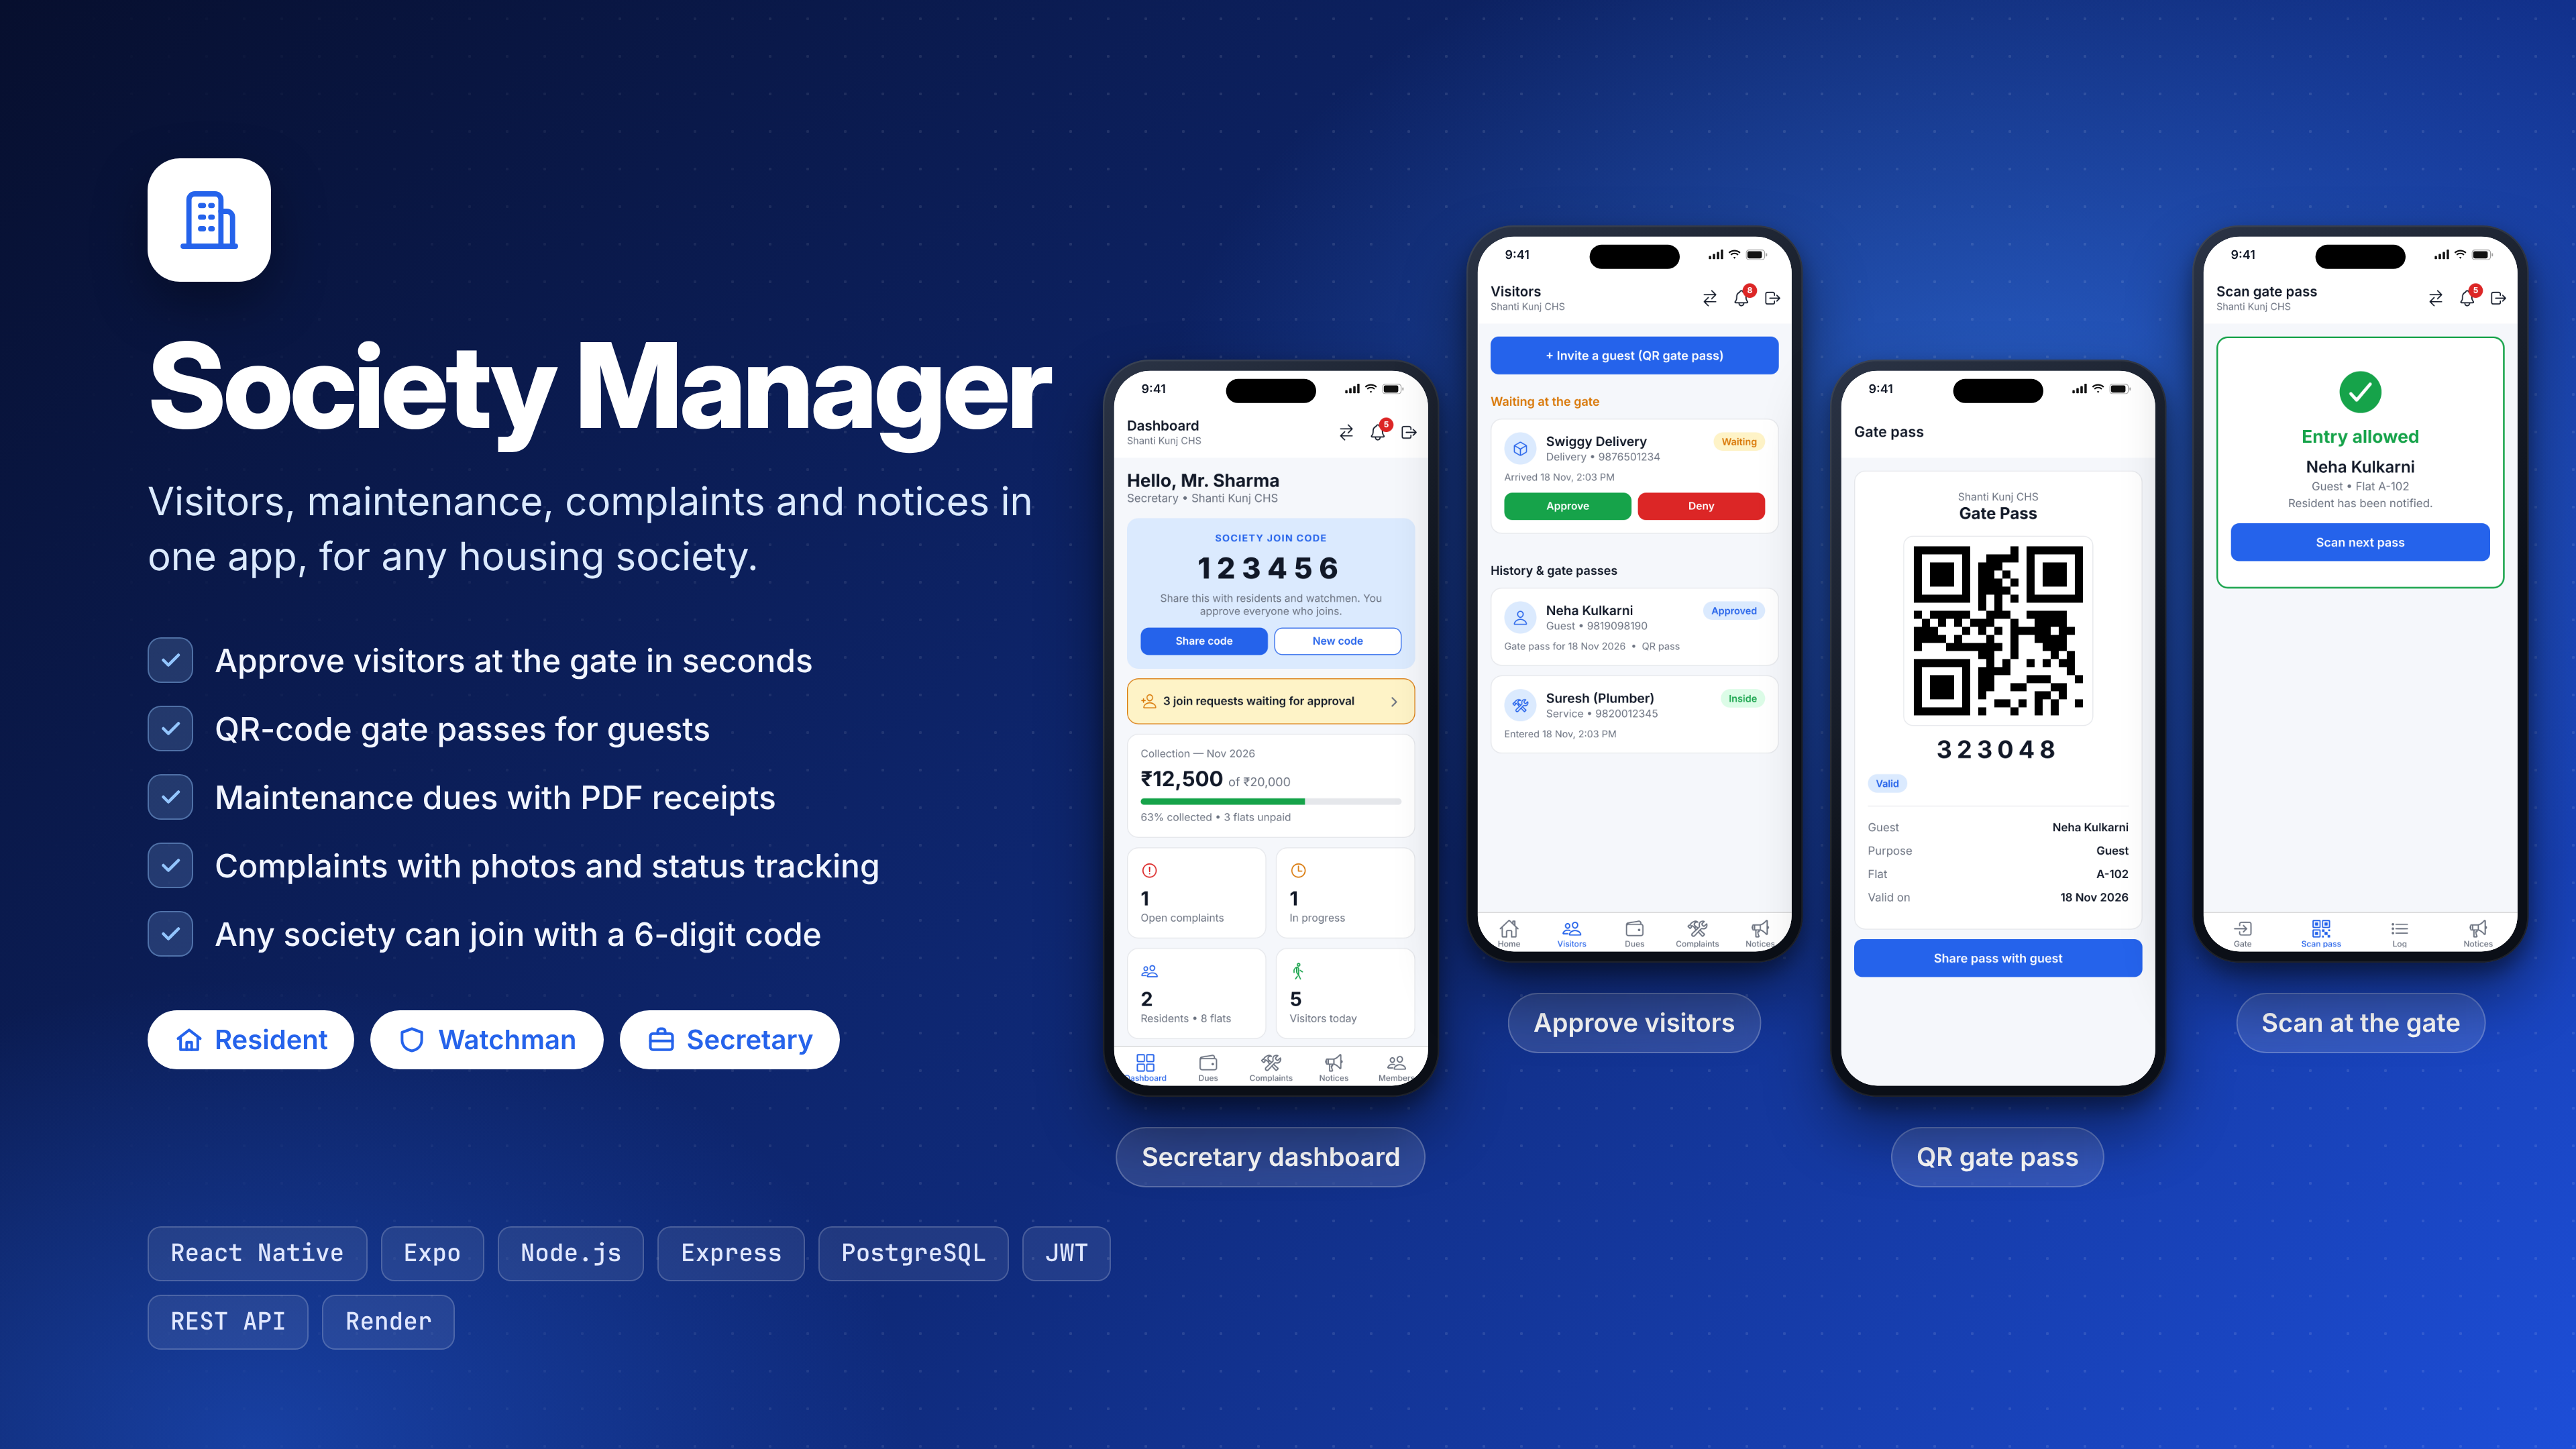 Society Manager
Visitors, maintenance, complaints and notices in
one app, for any housing society.
Approve visitors at the gate in seconds
QR-code gate passes for guests
Maintenance dues with PDF receipts
Complaints with photos and status tracking
Any society can join with a 6-digit code
Resident
Watchman
Secretary
React Native
Expo
Node.js
Express
PostgreSQL
JWT
REST API
Render
9:41
Dashboard
Shanti Kunj CHS
5
Hello, Mr. Sharma
Secretary • Shanti Kunj CHS
SOCIETY JOIN CODE
123456
Share this with residents and watchmen. You
approve everyone who joins.
Share code
New code
3 join requests waiting for approval
Collection — Nov 2026
₹12,500 of ₹20,000
63% collected • 3 flats unpaid
1
Open complaints
1
In progress
2
Residents • 8 flats
5
Visitors today
Dashboard
Dues
Complaints
Notices
Members
Secretary dashboard
9:41
Visitors
Shanti Kunj CHS
8
+ Invite a guest (QR gate pass)
Waiting at the gate
Swiggy Delivery
Waiting
Delivery • 9876501234
Arrived 18 Nov, 2:03 PM
Approve
Deny
History & gate passes
Neha Kulkarni
Approved
Guest • 9819098190
Gate pass for 18 Nov 2026 • QR pass
Suresh (Plumber)
Inside
Service • 9820012345
Entered 18 Nov, 2:03 PM
Home
Visitors
Dues
Complaints
Notices
Approve visitors
9:41
Gate pass
Shanti Kunj CHS
Gate Pass
323048
Valid
Guest Neha Kulkarni
Purpose Guest
Flat A-102
Valid on 18 Nov 2026
Share pass with guest
QR gate pass
9:41
Scan gate pass
Shanti Kunj CHS
5
Entry allowed
Neha Kulkarni
Guest • Flat A-102
Resident has been notified.
Scan next pass
Gate
Scan pass
Log
Notices
Scan at the gate